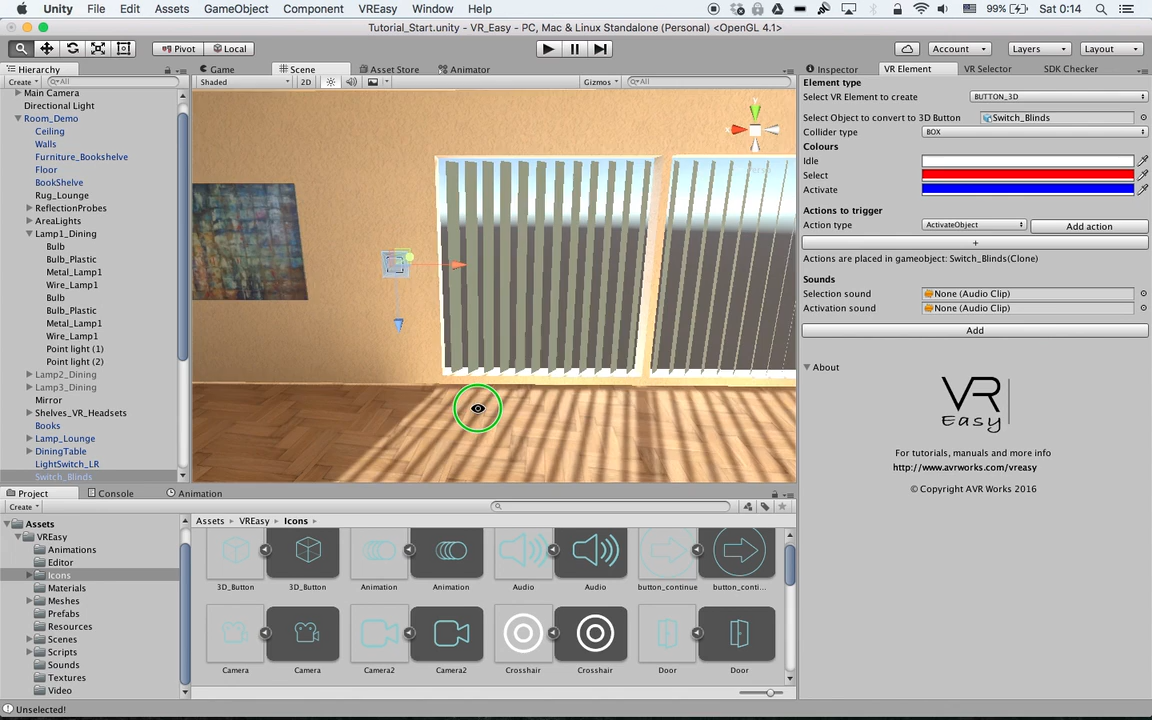 Unity File Edit Assets GameObject Component VREasy Window Help 99% Sat 0:14
Tutorial_Start.unity - VR_Easy - PC, Mac & Linux Standalone (Personal) <OpenGL 4.1>
Pivot Local Account Layers Layout
Hierarchy Game Scene Asset Store Animator Inspector VR Element VR Selector SDK Checker
Create All Shaded 2D Gizmos All
Main Camera
Directional Light
Room_Demo
Ceiling
Walls
Furniture_Bookshelve
Floor
BookShelve
Rug_Lounge
ReflectionProbes
AreaLights
Lamp1_Dining
Bulb
Bulb_Plastic
Metal_Lamp1
Wire_Lamp1
Bulb
Bulb_Plastic
Metal_Lamp1
Wire_Lamp1
Point light (1)
Point light (2)
Lamp2_Dining
Lamp3_Dining
Mirror
Shelves_VR_Headsets
Books
Lamp_Lounge
DiningTable
LightSwitch_LR
Switch_Blinds
Element type
Select VR Element to create BUTTON_3D
Select Object to convert to 3D Button Switch_Blinds
Collider type BOX
Colours
Idle
Select
Activate
Actions to trigger
Action type ActivateObject Add action
+
Actions are placed in gameobject: Switch_Blinds(Clone)
Sounds
Selection sound None (Audio Clip)
Activation sound None (Audio Clip)
Add
About
VR
Easy
For tutorials, manuals and more info
http://www.avrworks.com/vreasy
© Copyright AVR Works 2016
Project Console Animation
Create
Assets
VREasy
Animations
Editor
Icons
Materials
Meshes
Prefabs
Resources
Scenes
Scripts
Sounds
Textures
Video
Assets VREasy Icons
3D_Button 3D_Button Animation Animation Audio Audio button_continue button_conti...
Camera Camera Camera2 Camera2 Crosshair Crosshair Door Door
Unselected!